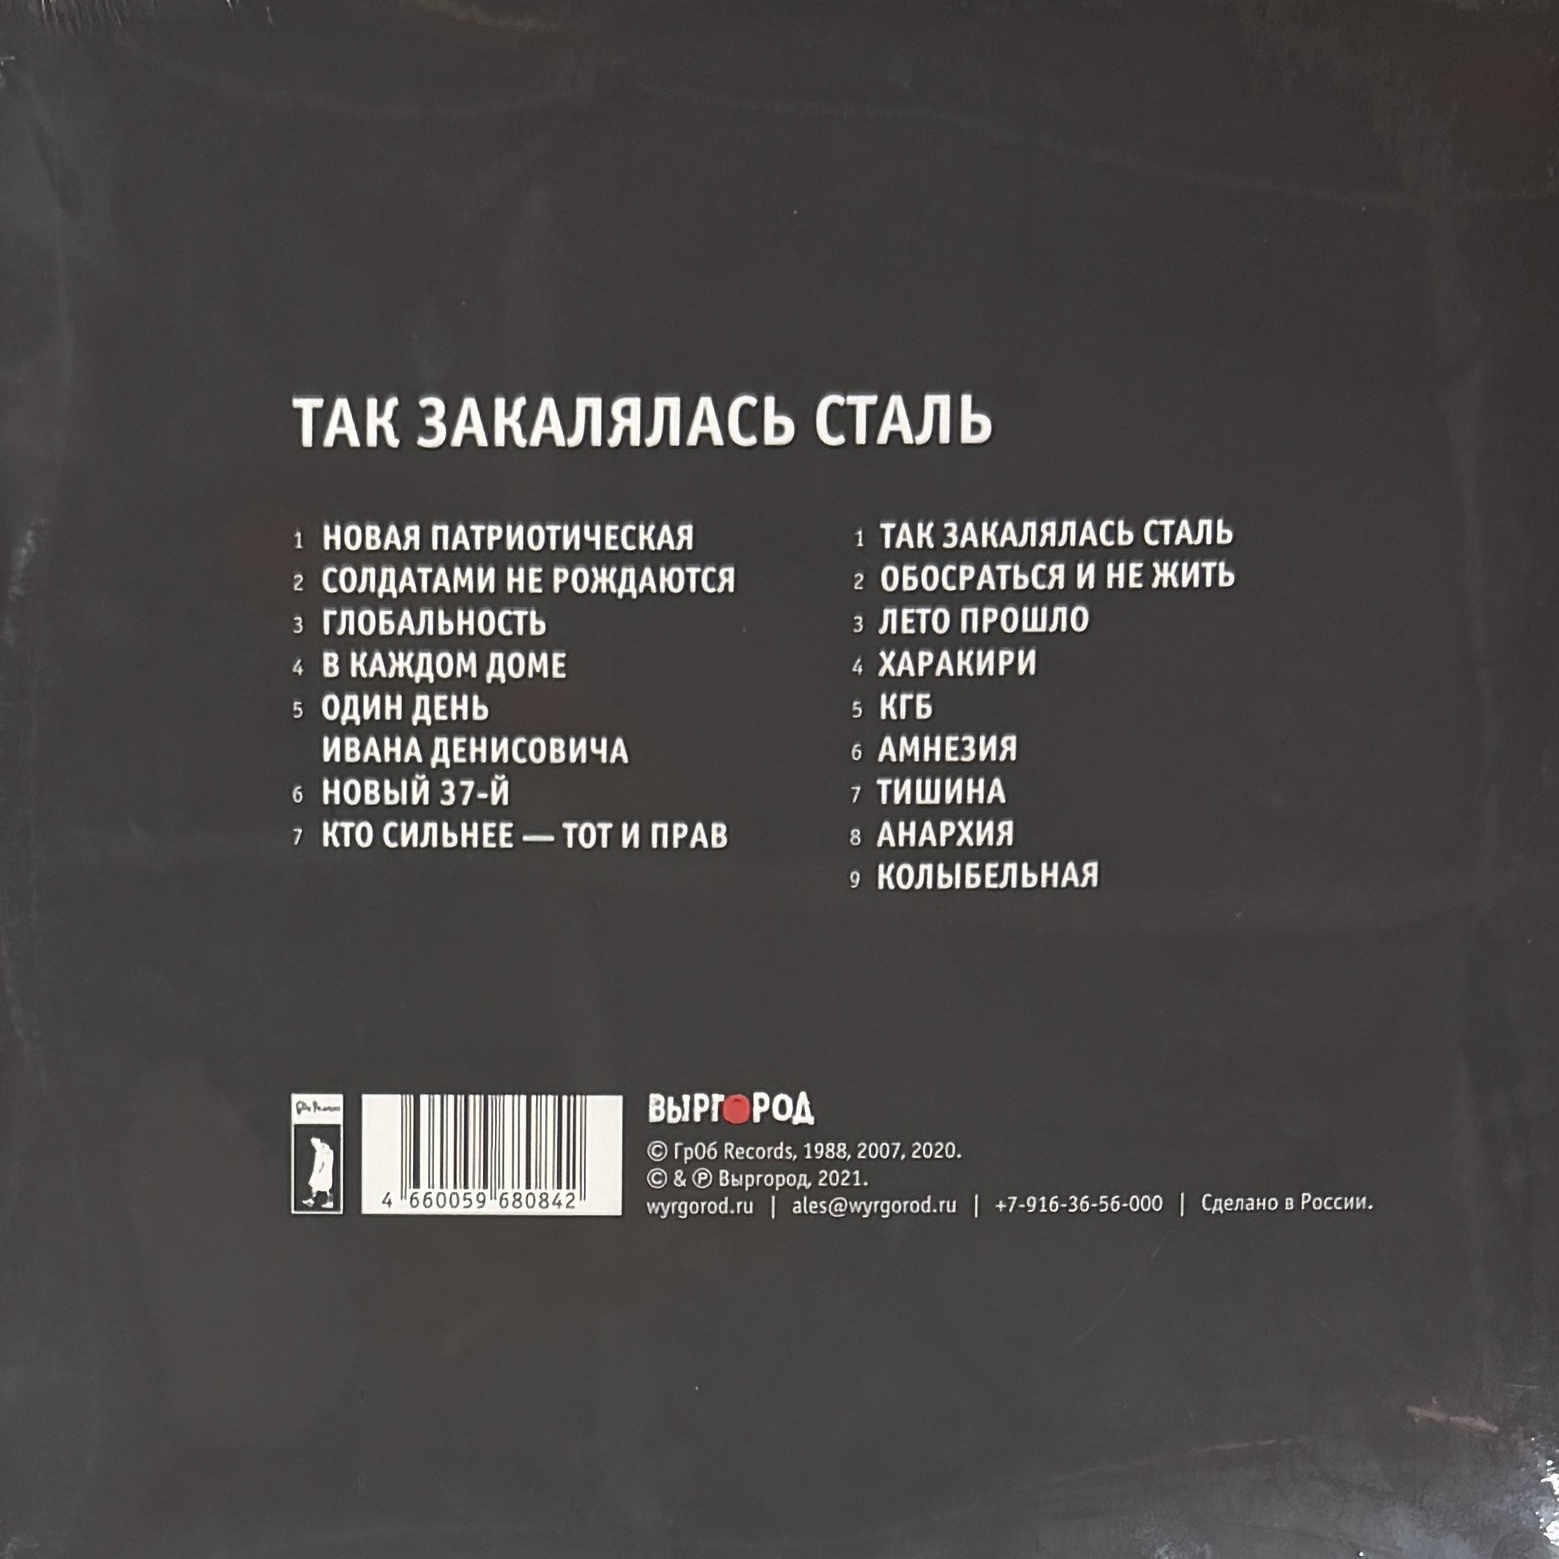 ТАК ЗАКАЛЯЛАСЬ СТАЛЬ
1 НОВАЯ ПАТРИОТИЧЕСКАЯ
2 СОЛДАТАМИ НЕ РОЖДАЮТСЯ
3 ГЛОБАЛЬНОСТЬ
4 В КАЖДОМ ДОМЕ
5 ОДИН ДЕНЬ
ИВАНА ДЕНИСОВИЧА
6 НОВЫЙ 37-Й
7 КТО СИЛЬНЕЕ — ТОТ И ПРАВ
1 ТАК ЗАКАЛЯЛАСЬ СТАЛЬ
2 ОБОСРАТЬСЯ И НЕ ЖИТЬ
3 ЛЕТО ПРОШЛО
4 ХАРАКИРИ
5 КГБ
6 АМНЕЗИЯ
7 ТИШИНА
8 АНАРХИЯ
9 КОЛЫБЕЛЬНАЯ
4 660059 680842
ВЫРГОРОД
© ГрОб Records, 1988, 2007, 2020.
© & ℗ Выргород, 2021.
wyrgorod.ru | ales@wyrgorod.ru | +7-916-36-56-000 | Сделано в России.